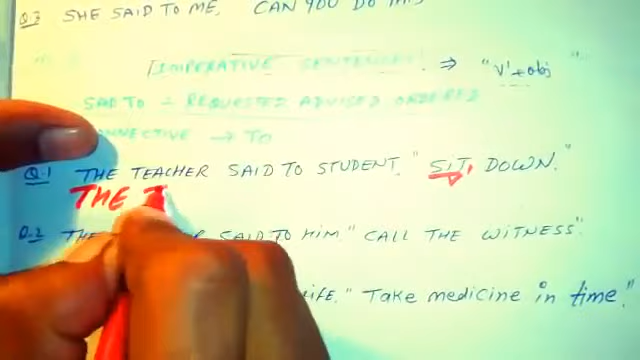 Q.3 SHE SAID TO ME, CAN YOU DO THIS
[IMPERATIVE SENTENCES] ⇒ "V'+obj
SAID TO ÷ REQUESTED ADVISED ORDERED
CONNECTIVE → TO
Q.1 THE TEACHER SAID TO STUDENT, "SIT DOWN."
THE T
Q.2 SAID TO HIM, "CALL THE WITNESS".
"Take medicine in time."